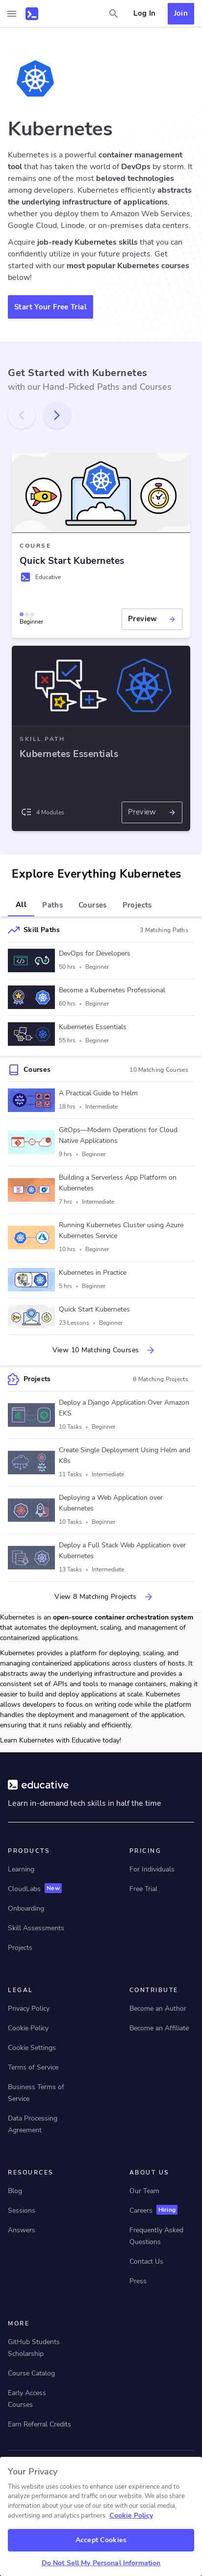 Log In
Join
Kubernetes
Kubernetes is a powerful container management
tool that has taken the world of DevOps by storm. It
remains one of the most beloved technologies
among developers. Kubernetes efficiently abstracts
the underlying infrastructure of applications,
whether you deploy them to Amazon Web Services,
Google Cloud, Linode, or on-premises data centers.
Acquire job-ready Kubernetes skills that you can
confidently utilize in your future projects. Get
started with our most popular Kubernetes courses
below!
Start Your Free Trial
Get Started with Kubernetes
with our Hand-Picked Paths and Courses
COURSE
Quick Start Kubernetes
Educative
Beginner
Preview
SKILL PATH
Kubernetes Essentials
4 Modules
Preview
Explore Everything Kubernetes
All
Paths
Courses
Projects
Skill Paths
3 Matching Paths
DevOps for Developers
50 hrs • Beginner
Become a Kubernetes Professional
60 hrs • Beginner
Kubernetes Essentials
55 hrs • Beginner
Courses
10 Matching Courses
A Practical Guide to Helm
18 hrs • Intermediate
GitOps—Modern Operations for Cloud
Native Applications
9 hrs • Beginner
Building a Serverless App Platform on
Kubernetes
7 hrs • Intermediate
Running Kubernetes Cluster using Azure
Kubernetes Service
10 hrs • Beginner
Kubernetes in Practice
5 hrs • Beginner
Quick Start Kubernetes
23 Lessons • Beginner
View 10 Matching Courses
Projects
8 Matching Projects
Deploy a Django Application Over Amazon
EKS
10 Tasks • Beginner
Create Single Deployment Using Helm and
K8s
11 Tasks • Intermediate
Deploying a Web Application over
Kubernetes
10 Tasks • Beginner
Deploy a Full Stack Web Application over
Kubernetes
13 Tasks • Intermediate
View 8 Matching Projects
Kubernetes is an open-source container orchestration system
that automates the deployment, scaling, and management of
containerized applications.
Kubernetes provides a platform for deploying, scaling, and
managing containerized applications across clusters of hosts. It
abstracts away the underlying infrastructure and provides a
consistent set of APIs and tools to manage containers, making it
easier to build and deploy applications at scale. Kubernetes
allows developers to focus on writing code while the platform
handles the deployment and management of the application,
ensuring that it runs reliably and efficiently.
Learn Kubernetes with Educative today!
educative
Learn in-demand tech skills in half the time
PRODUCTS
Learning
CloudLabs New
Onboarding
Skill Assessments
Projects
PRICING
For Individuals
Free Trial
LEGAL
Privacy Policy
Cookie Policy
Cookie Settings
Terms of Service
Business Terms of
Service
Data Processing
Agreement
CONTRIBUTE
Become an Author
Become an Affiliate
RESOURCES
Blog
Sessions
Answers
ABOUT US
Our Team
Careers Hiring
Frequently Asked
Questions
Contact Us
Press
MORE
GitHub Students
Scholarship
Course Catalog
Early Access
Courses
Earn Referral Credits
Your Privacy
This website uses cookies to enhance user experience and to
analyze performance and traffic on our website. We also share
information about your use of our site with our social media,
advertising and analytics partners. Cookie Policy
Accept Cookies
Do Not Sell My Personal Information